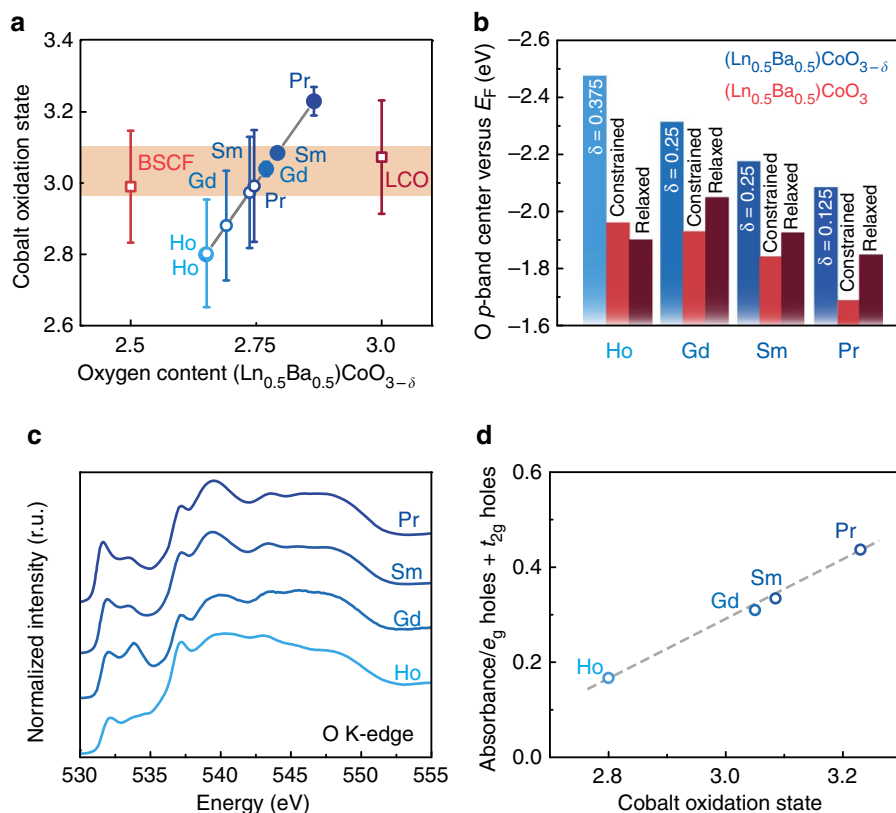 a
3.4
3.2
3.0
2.8
2.6
Cobalt oxidation state
Pr
BSCF
Sm
Sm
Gd
Gd
Pr
LCO
Ho
Ho
2.5
2.75
3.0
Oxygen content (Ln0.5Ba0.5)CoO3−δ
b
−2.6
−2.4
−2.2
−2.0
−1.8
−1.6
O p-band center versus EF (eV)
(Ln0.5Ba0.5)CoO3−δ
(Ln0.5Ba0.5)CoO3
δ = 0.375
Constrained
Relaxed
δ = 0.25
Constrained
Relaxed
δ = 0.25
Constrained
Relaxed
δ = 0.125
Constrained
Relaxed
Ho
Gd
Sm
Pr
c
Normalized intensity (r.u.)
Pr
Sm
Gd
Ho
O K-edge
530
535
540
545
550
555
Energy (eV)
d
0.6
0.4
0.2
0.0
Absorbance/eg holes + t2g holes
Pr
Sm
Gd
Ho
2.8
3.0
3.2
Cobalt oxidation state